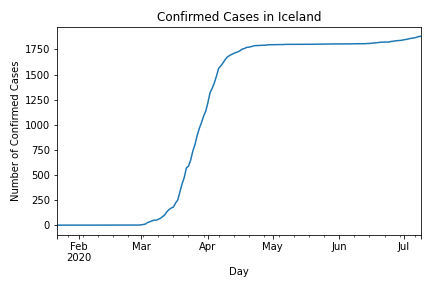 Confirmed Cases in Iceland
Number of Confirmed Cases
1750
1500
1250
1000
750
500
250
0
Feb Mar Apr May Jun Jul
2020
Day